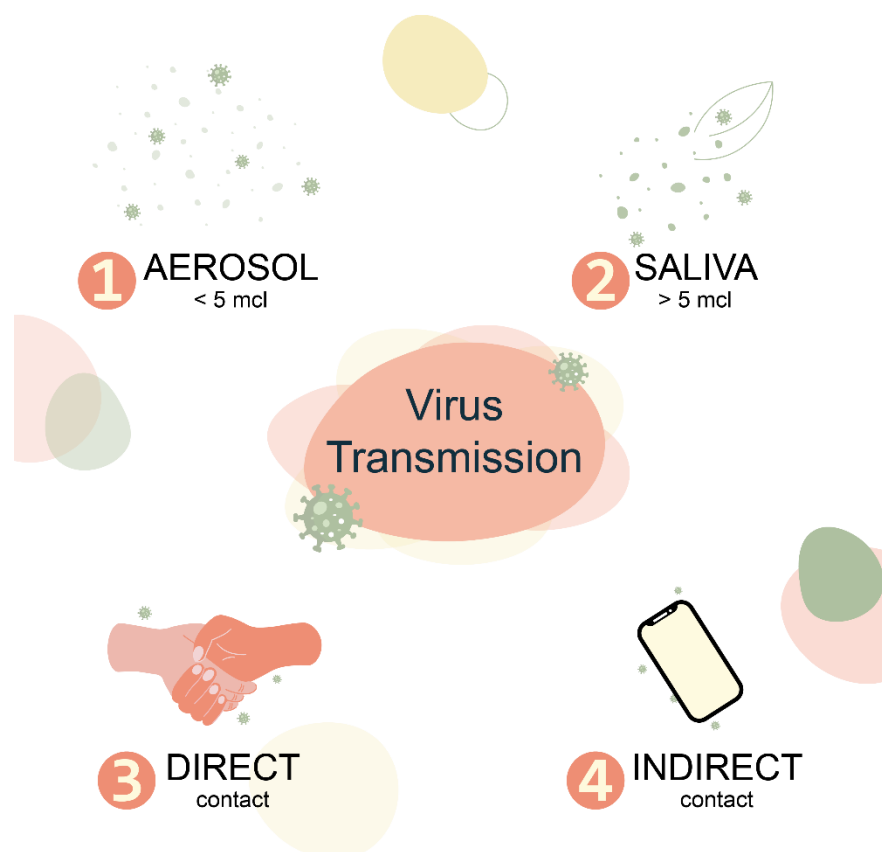 1 AEROSOL
< 5 mcl
2 SALIVA
> 5 mcl
Virus
Transmission
3 DIRECT
contact
4 INDIRECT
contact